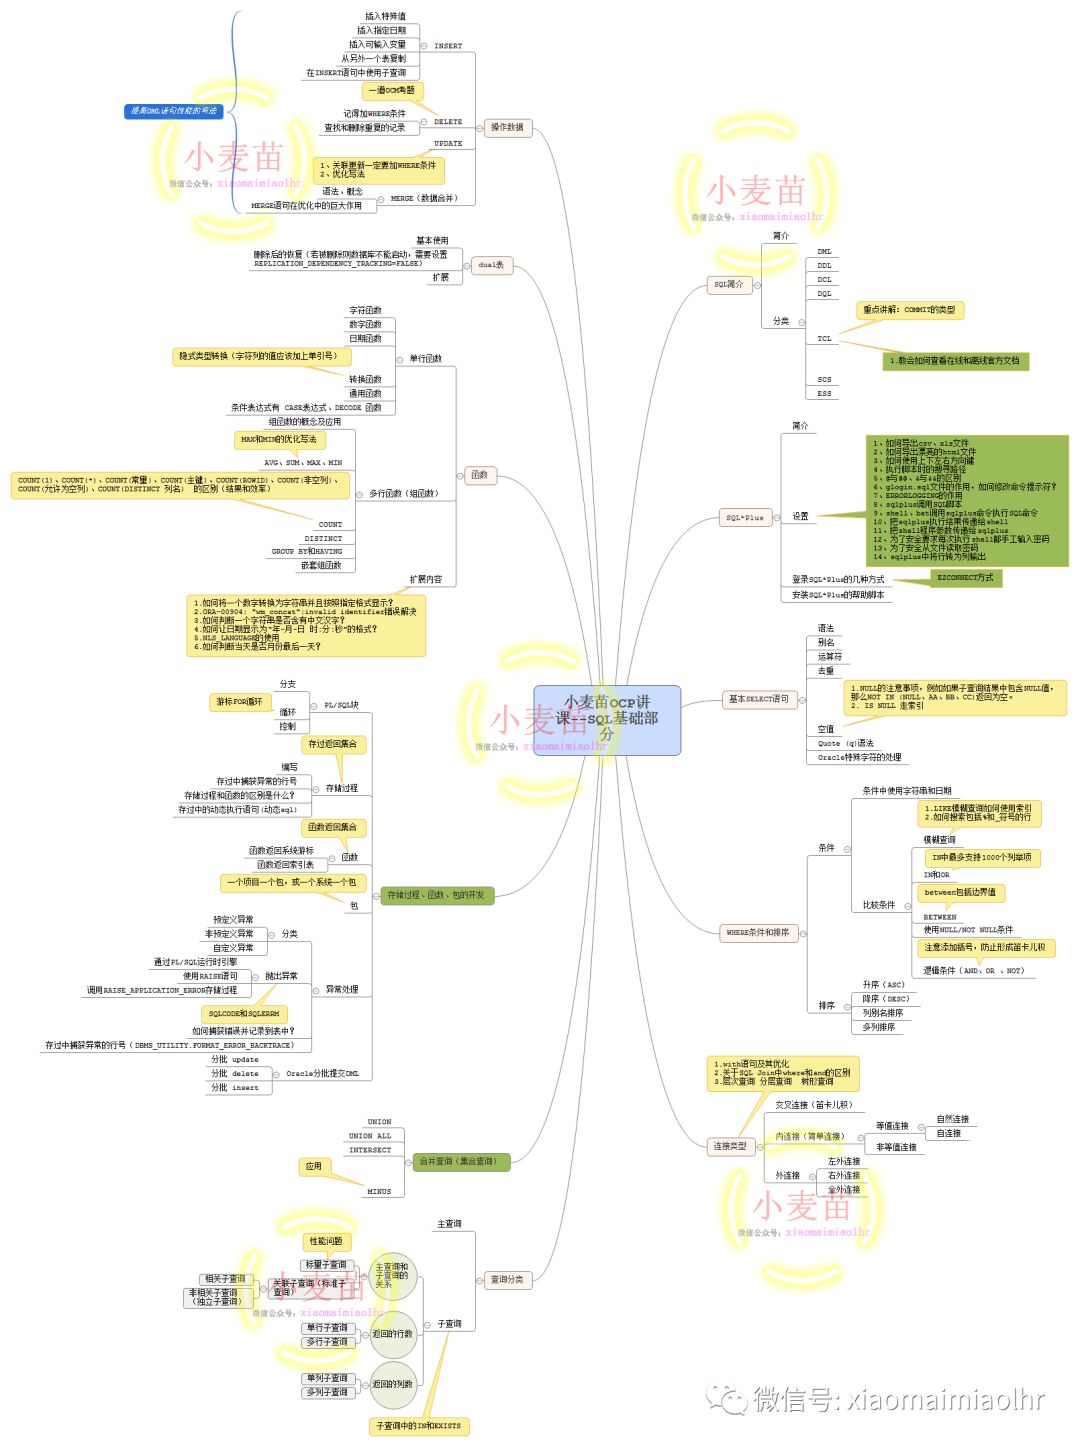 小麦苗OCP讲
课--SQL基础部
分
SQL简介
简介
分类
DML
DDL
DCL
DQL
TCL
SCS
ESS
重点讲解：COMMIT的类型
1.教会如何查看在线和离线官方文档
SQL*Plus
简介
设置
1、如何导出csv、xls文件
2、如何导出漂亮的html文件
3、如何使用上下左右方向键
4、执行脚本时的搜寻路径
5、@与@@、&与&&的区别
6、glogin.sql文件的作用，如何修改命令提示符？
7、ERRORLOGGING的作用
8、sqlplus调用SQL脚本
9、shell、bat调用sqlplus命令执行SQL命令
10、把sqlplus执行结果传递给shell
11、把shell程序参数传递给sqlplus
12、为了安全要求每次执行shell都手工输入密码
13、为了安全从文件读取密码
14、sqlplus中将行转为列输出
登录SQL*Plus的几种方式
EZCONNECT方式
安装SQL*Plus的帮助脚本
基本SELECT语句
语法
别名
运算符
去重
空值
1.NULL的注意事项，例如如果子查询结果中包含NULL值，
那么NOT IN (NULL、AA、BB、CC)返回为空。
2. IS NULL 走索引
Quote (q)语法
Oracle特殊字符的处理
WHERE条件和排序
条件
条件中使用字符串和日期
比较条件
1.LIKE模糊查询如何使用索引
2.如何搜索包括%和_符号的行
模糊查询
IN中最多支持1000个列举项
IN和OR
between包括边界值
BETWEEN
使用NULL/NOT NULL条件
注意添加括号，防止形成笛卡儿积
逻辑条件（AND、OR 、NOT）
排序
升序（ASC）
降序（DESC）
列别名排序
多列排序
连接类型
1.with语句及其优化
2.关于SQL Join中where和and的区别
3.层次查询 分层查询  树形查询
交叉连接（笛卡儿积）
内连接（简单连接）
等值连接
自然连接
自连接
非等值连接
外连接
左外连接
右外连接
全外连接
操作数据
INSERT
插入特殊值
插入指定日期
插入可输入变量
从另外一个表复制
在INSERT语句中使用子查询
一道OCM考题
DELETE
记得加WHERE条件
查找和删除重复的记录
UPDATE
1、关联更新一定要加WHERE条件
2、优化写法
MERGE（数据合并）
语法、概念
MERGE语句在优化中的巨大作用
提高DML语句性能的写法
dual表
基本使用
删除后的恢复（若被删除则数据库不能启动，需要设置
REPLICATION_DEPENDENCY_TRACKING=FALSE）
扩展
函数
单行函数
字符函数
数字函数
日期函数
隐式类型转换（字符列的值应该加上单引号）
转换函数
通用函数
条件表达式有 CASE表达式、DECODE 函数
多行函数（组函数）
组函数的概念及应用
MAX和MIN的优化写法
AVG、SUM、MAX、MIN
COUNT(1)、COUNT(*)、COUNT(常量)、COUNT(主键)、COUNT(ROWID)、COUNT(非空列)、
COUNT(允许为空列)、COUNT(DISTINCT 列名)  的区别（结果和效率）
COUNT
DISTINCT
GROUP BY和HAVING
嵌套组函数
扩展内容
1.如何将一个数字转换为字符串并且按照指定格式显示？
2.ORA-00904: "wm_concat":invalid identifier错误解决
3.如何判断一个字符串是否含有中文汉字？
4.如何让日期显示为“年-月-日 时:分:秒”的格式？
5.NLS_LANGUAGE的使用
6.如何判断当天是否月份最后一天？
存储过程、函数、包的开发
PL/SQL块
分支
游标FOR循环
循环
控制
存过返回集合
存储过程
编写
存过中捕获异常的行号
存储过程和函数的区别是什么？
存过中的动态执行语句(动态sql)
函数返回集合
函数
函数返回系统游标
函数返回索引表
一个项目一个包，或一个系统一个包
包
异常处理
分类
预定义异常
非预定义异常
自定义异常
抛出异常
通过PL/SQL运行时引擎
使用RAISE语句
调用RAISE_APPLICATION_ERROR存储过程
SQLCODE和SQLERRM
如何捕获错误并记录到表中？
存过中捕获异常的行号（DBMS_UTILITY.FORMAT_ERROR_BACKTRACE）
Oracle分批提交DML
分批 update
分批 delete
分批 insert
合并查询（集合查询）
UNION
UNION ALL
INTERSECT
应用
MINUS
查询分类
主查询
子查询
性能问题
主查询和
子查询的
关系
标量子查询
关联子查询（标准子
查询）
相关子查询
非相关子查询
（独立子查询）
返回的行数
单行子查询
多行子查询
返回的列数
单列子查询
多列子查询
子查询中的IN和EXISTS
小麦苗
微信公众号：xiaomaimiaolhr
小麦苗
微信公众号：xiaomaimiaolhr
小麦苗
微信公众号：xiaomaimiaolhr
小麦苗
微信公众号：xiaomaimiaolhr
小麦苗
微信公众号：xiaomaimiaolhr
微信号: xiaomaimiaolhr